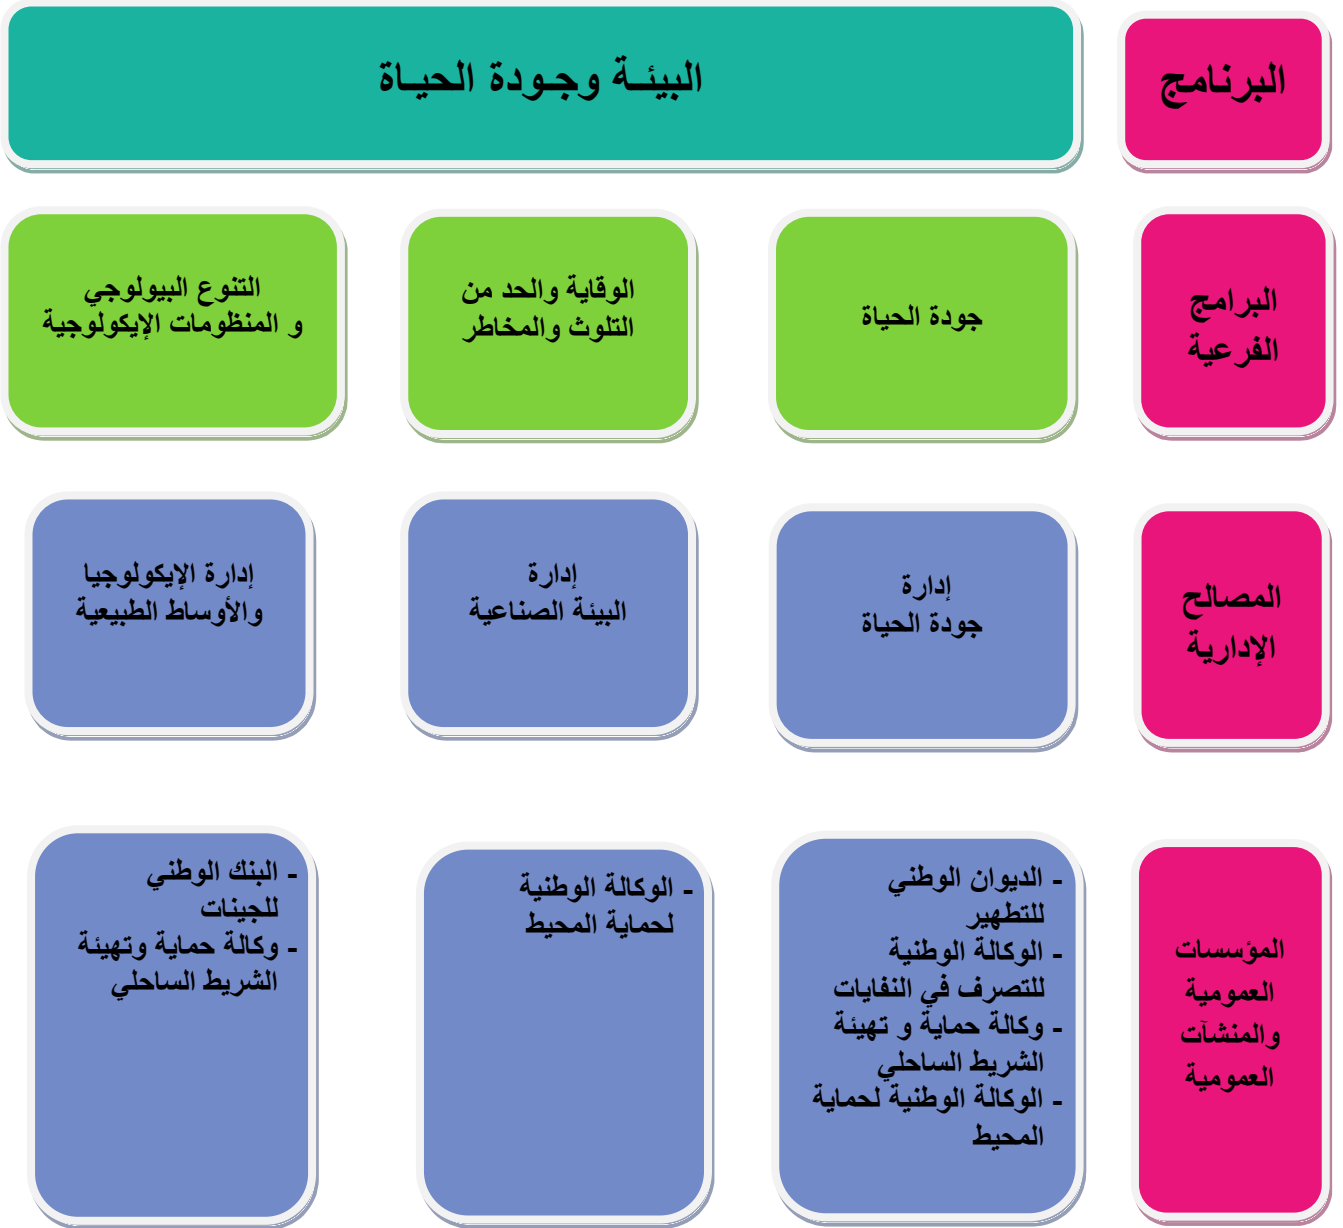 البرنامج
البيئـة وجـودة الحيـاة
البرامج
الفرعية
جودة الحياة
الوقاية والحد من
التلوث والمخاطر
التنوع البيولوجي
و المنظومات الإيكولوجية
المصالح
الإدارية
إدارة
جودة الحياة
إدارة
البيئة الصناعية
إدارة الإيكولوجيا
والأوساط الطبيعية
المؤسسات
العمومية
والمنشآت
العمومية
- الديوان الوطني
للتطهير
- الوكالة الوطنية
للتصرف في النفايات
- وكالة حماية و تهيئة
الشريط الساحلي
- الوكالة الوطنية لحماية
المحيط
- الوكالة الوطنية
لحماية المحيط
- البنك الوطني
للجينات
- وكالة حماية وتهيئة
الشريط الساحلي